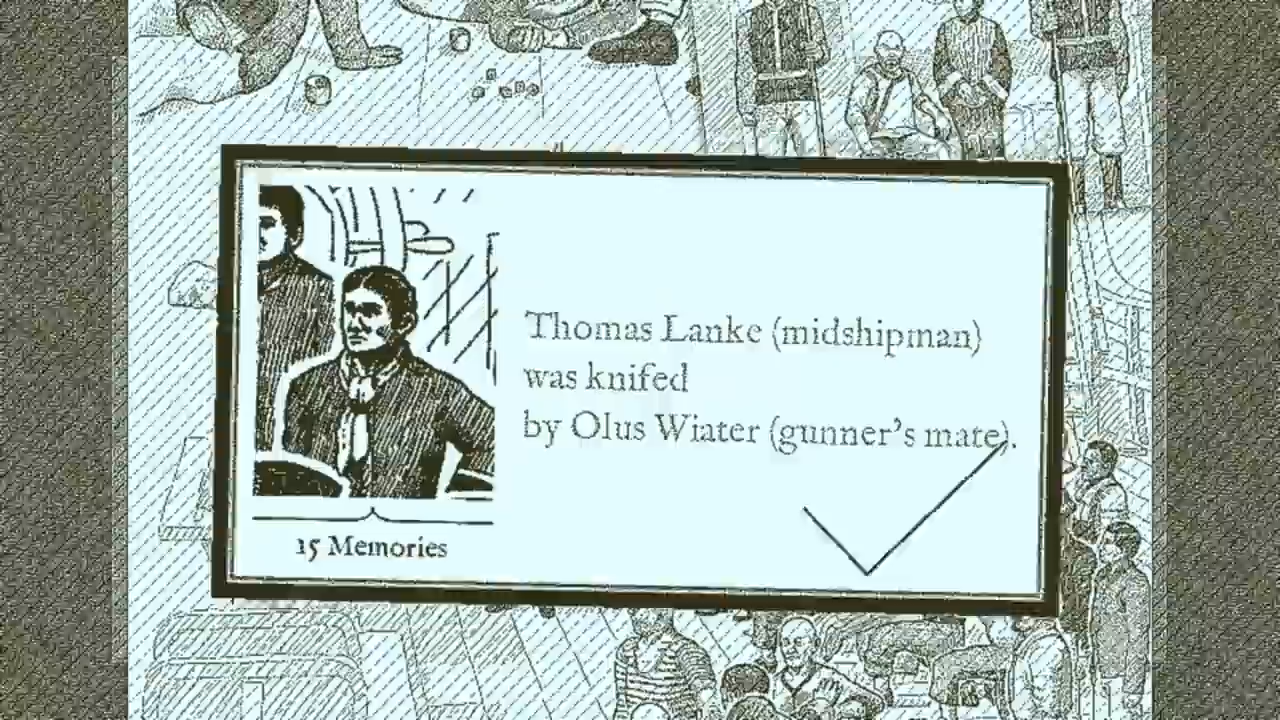 Thomas Lanke (midshipman)
was knifed
by Olus Wiater (gunner's mate).
15 Memories